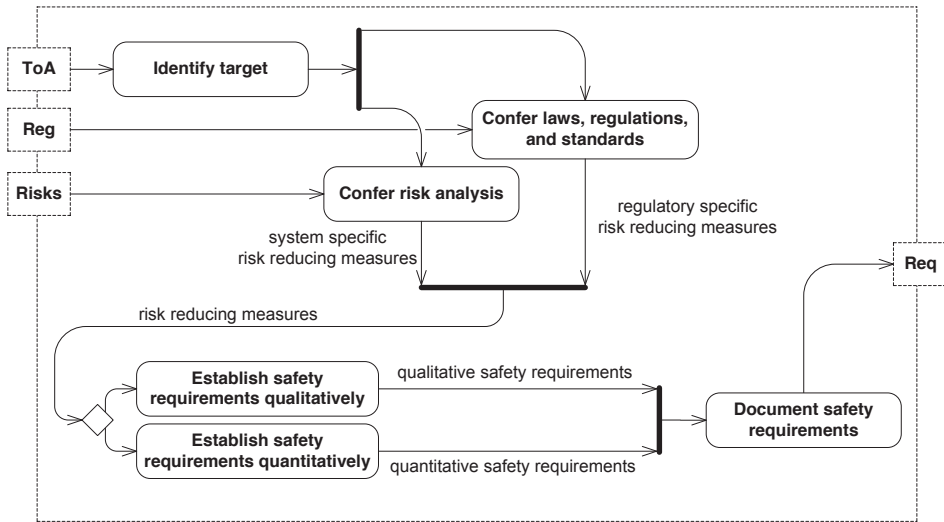 ToA
Identify target
Reg
Confer laws, regulations,
and standards
Risks
Confer risk analysis
system specific
risk reducing measures
regulatory specific
risk reducing measures
Req
risk reducing measures
Establish safety
requirements qualitatively
qualitative safety requirements
Establish safety
requirements quantitatively
quantitative safety requirements
Document safety
requirements